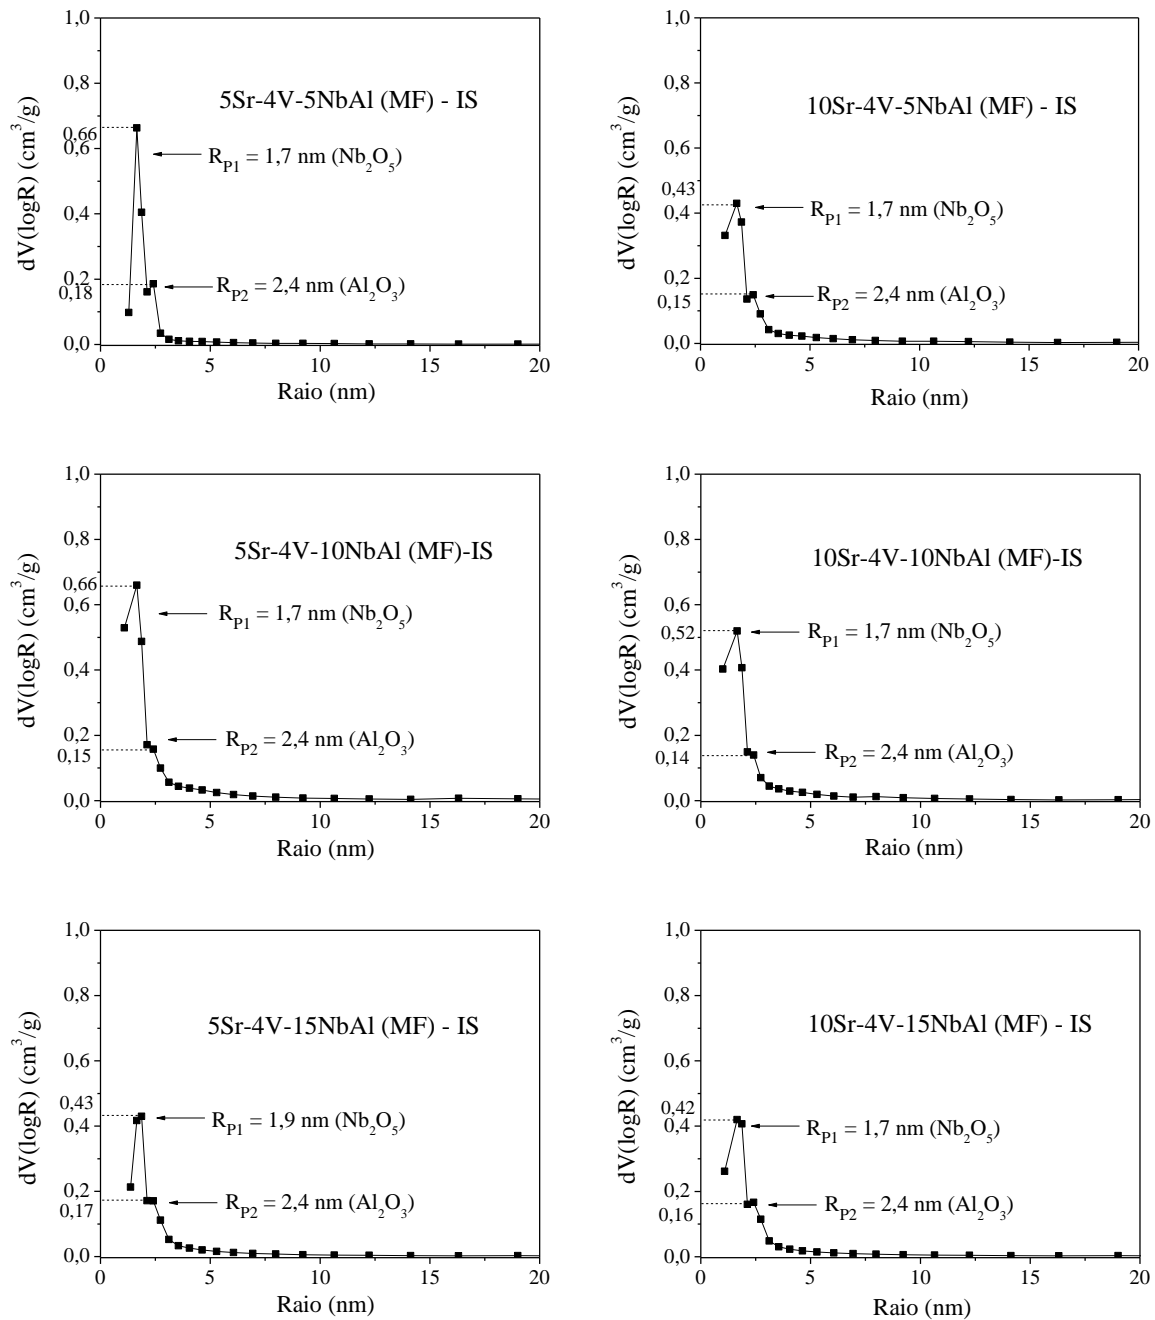 1,0
0,8
0,66
0,6
0,4
0,2
0,18
0,0
dV(logR) (cm³/g)
5Sr-4V-5NbAl (MF) - IS
R_P1 = 1,7 nm (Nb₂O₅)
R_P2 = 2,4 nm (Al₂O₃)
0 5 10 15 20
Raio (nm)
1,0
0,8
0,6
0,43
0,4
0,2
0,15
0,0
dV(logR) (cm³/g)
10Sr-4V-5NbAl (MF) - IS
R_P1 = 1,7 nm (Nb₂O₅)
R_P2 = 2,4 nm (Al₂O₃)
0 5 10 15 20
Raio (nm)
1,0
0,8
0,66
0,6
0,4
0,2
0,15
0,0
dV(logR) (cm³/g)
5Sr-4V-10NbAl (MF)-IS
R_P1 = 1,7 nm (Nb₂O₅)
R_P2 = 2,4 nm (Al₂O₃)
0 5 10 15 20
Raio (nm)
1,0
0,8
0,6
0,52
0,4
0,2
0,14
0,0
dV(logR) (cm³/g)
10Sr-4V-10NbAl (MF)-IS
R_P1 = 1,7 nm (Nb₂O₅)
R_P2 = 2,4 nm (Al₂O₃)
0 5 10 15 20
Raio (nm)
1,0
0,8
0,6
0,43
0,4
0,2
0,17
0,0
dV(logR) (cm³/g)
5Sr-4V-15NbAl (MF) - IS
R_P1 = 1,9 nm (Nb₂O₅)
R_P2 = 2,4 nm (Al₂O₃)
0 5 10 15 20
Raio (nm)
1,0
0,8
0,6
0,42
0,4
0,2
0,16
0,0
dV(logR) (cm³/g)
10Sr-4V-15NbAl (MF) - IS
R_P1 = 1,7 nm (Nb₂O₅)
R_P2 = 2,4 nm (Al₂O₃)
0 5 10 15 20
Raio (nm)